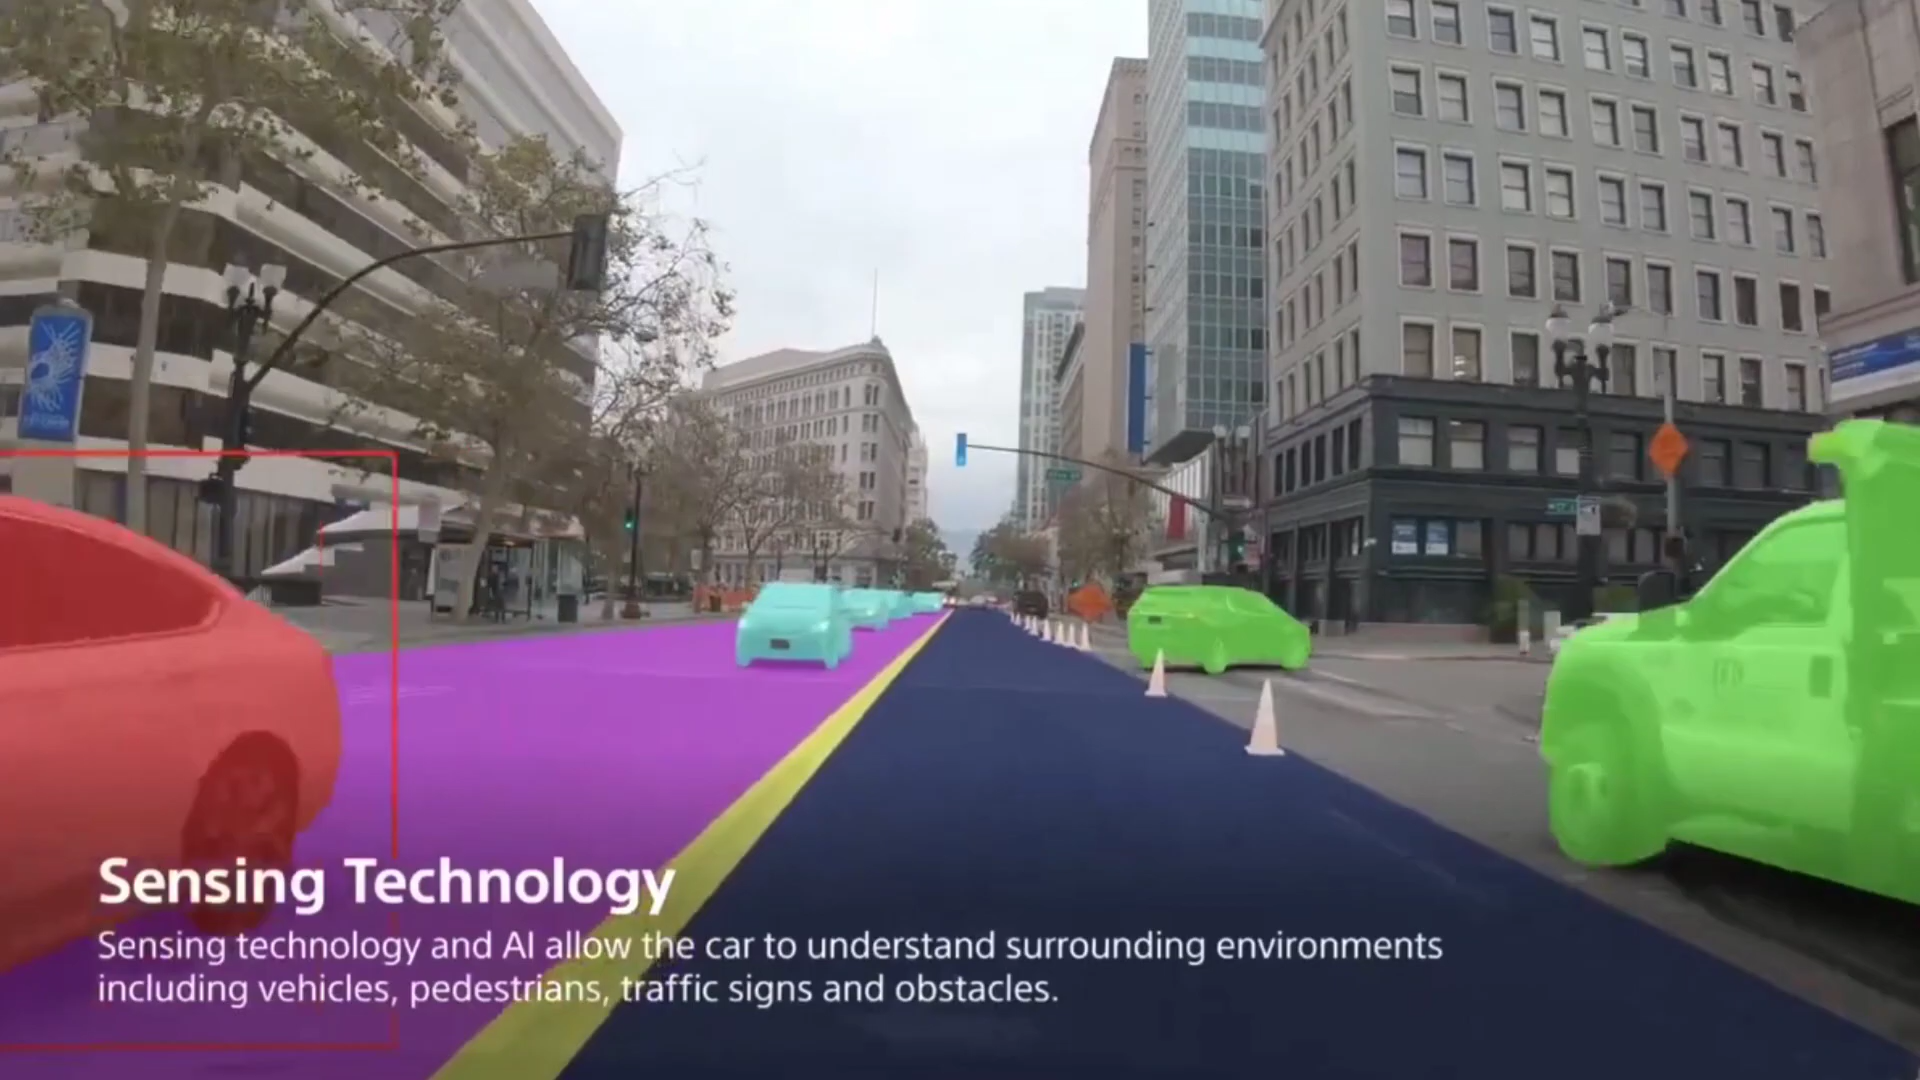 Sensing Technology
Sensing technology and AI allow the car to understand surrounding environments
including vehicles, pedestrians, traffic signs and obstacles.